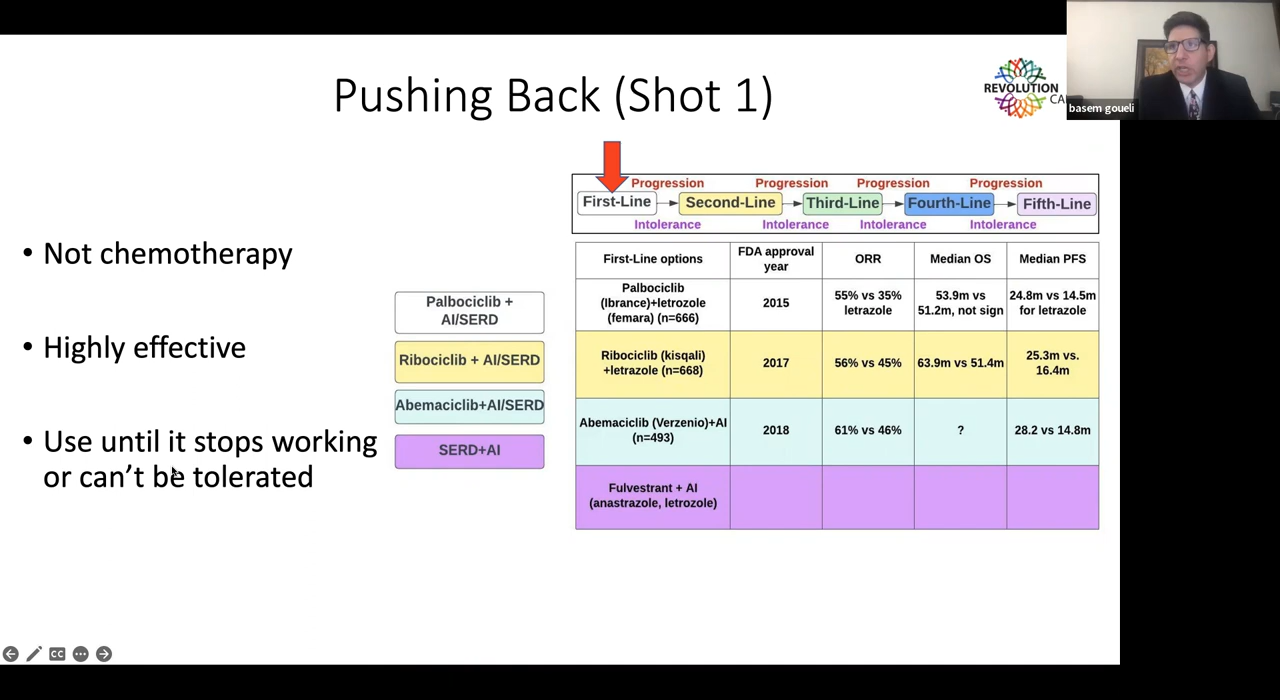 Pushing Back (Shot 1)
REVOLUTION
CA
basem goueli
• Not chemotherapy
• Highly effective
• Use until it stops working
or can't be tolerated
Palbociclib +
AI/SERD
Ribociclib + AI/SERD
Abemaciclib+AI/SERD
SERD+AI
Progression Progression Progression Progression
First-Line Second-Line Third-Line Fourth-Line Fifth-Line
Intolerance Intolerance Intolerance Intolerance
First-Line options
FDA approval
year
ORR
Median OS
Median PFS
Palbociclib
(Ibrance)+letrozole
(femara) (n=666)
2015
55% vs 35%
letrazole
53.9m vs
51.2m, not sign
24.8m vs 14.5m
for letrazole
Ribociclib (kisqali)
+letrazole (n=668)
2017
56% vs 45%
63.9m vs 51.4m
25.3m vs.
16.4m
Abemaciclib (Verzenio)+AI
(n=493)
2018
61% vs 46%
?
28.2 vs 14.8m
Fulvestrant + AI
(anastrazole, letrozole)
CC